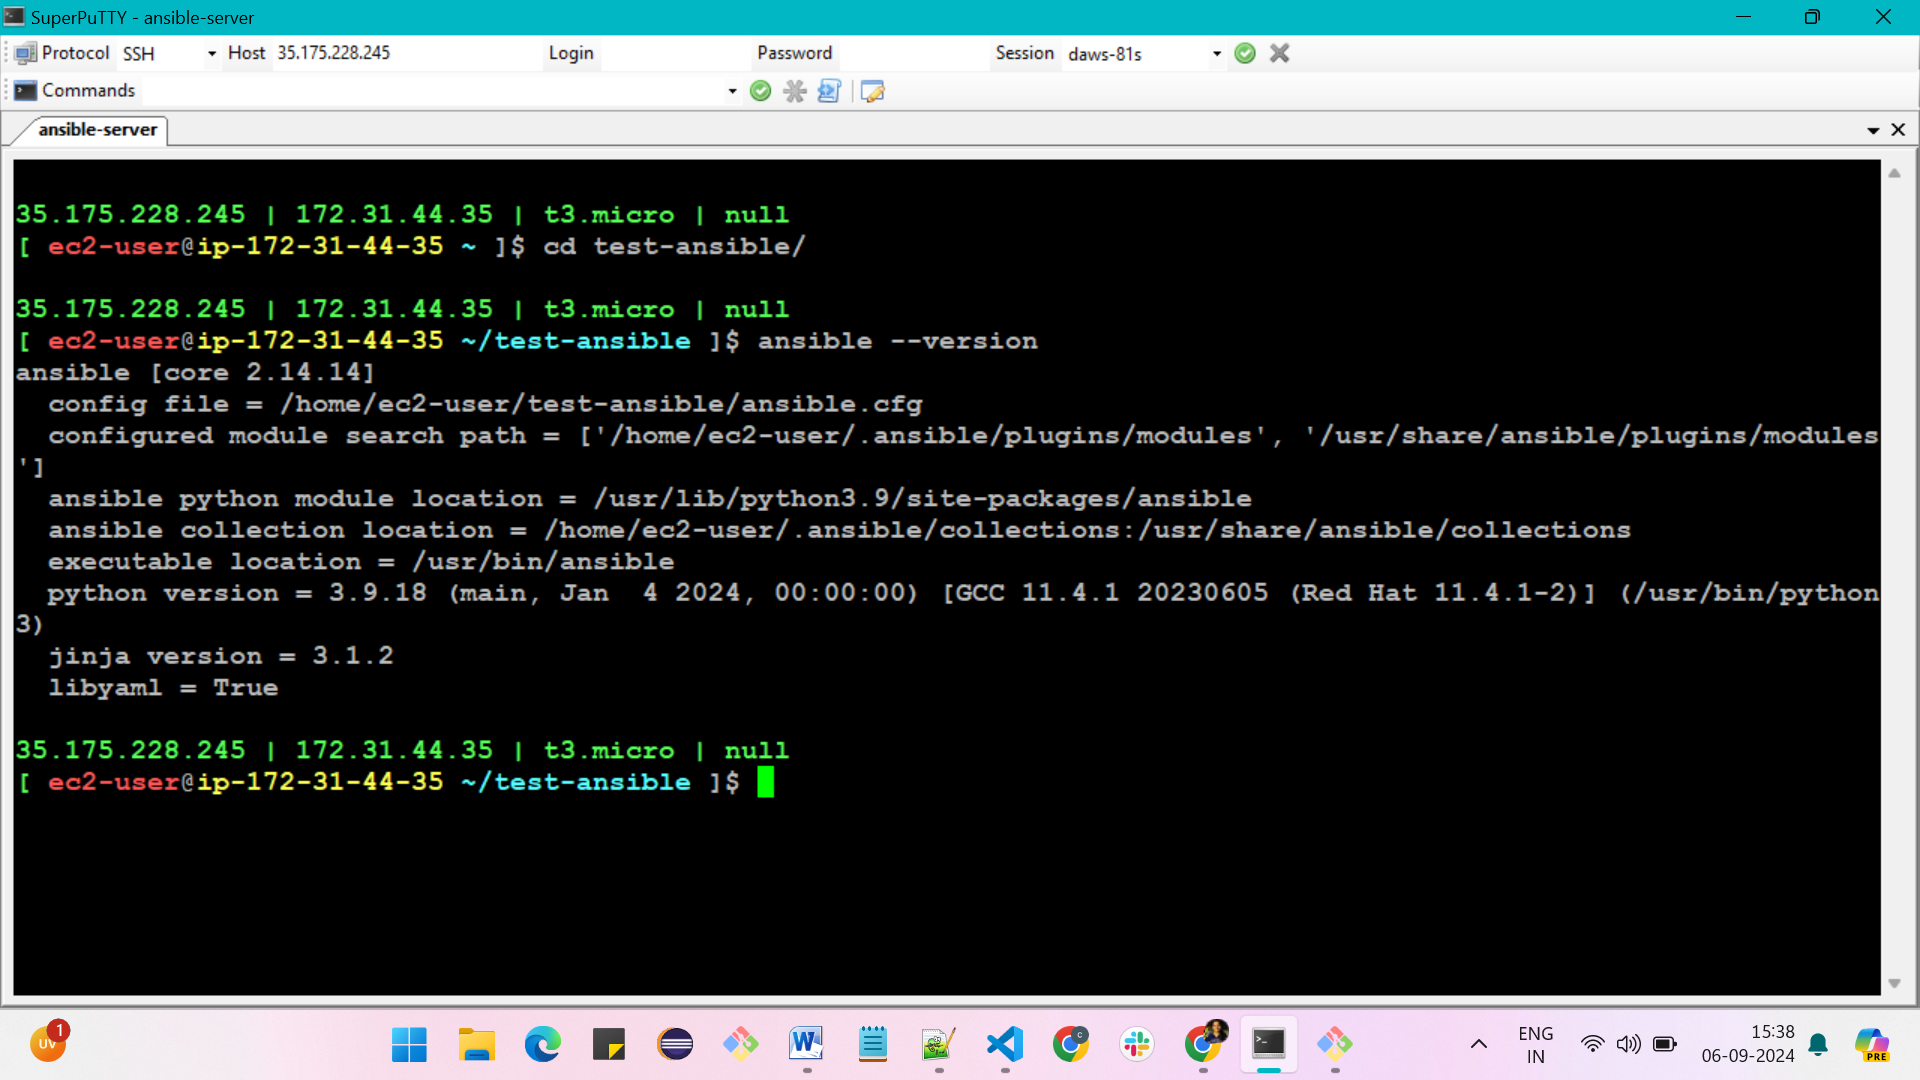 SuperPuTTY - ansible-server
Protocol SSH Host 35.175.228.245 Login Password Session daws-81s
Commands
ansible-server
35.175.228.245 | 172.31.44.35 | t3.micro | null
[ ec2-user@ip-172-31-44-35 ~ ]$ cd test-ansible/
35.175.228.245 | 172.31.44.35 | t3.micro | null
[ ec2-user@ip-172-31-44-35 ~/test-ansible ]$ ansible --version
ansible [core 2.14.14]
  config file = /home/ec2-user/test-ansible/ansible.cfg
  configured module search path = ['/home/ec2-user/.ansible/plugins/modules', '/usr/share/ansible/plugins/modules
']
  ansible python module location = /usr/lib/python3.9/site-packages/ansible
  ansible collection location = /home/ec2-user/.ansible/collections:/usr/share/ansible/collections
  executable location = /usr/bin/ansible
  python version = 3.9.18 (main, Jan  4 2024, 00:00:00) [GCC 11.4.1 20230605 (Red Hat 11.4.1-2)] (/usr/bin/python
3)
  jinja version = 3.1.2
  libyaml = True
35.175.228.245 | 172.31.44.35 | t3.micro | null
[ ec2-user@ip-172-31-44-35 ~/test-ansible ]$
UV 1
W
C
ENG
IN
15:38
06-09-2024
PRE